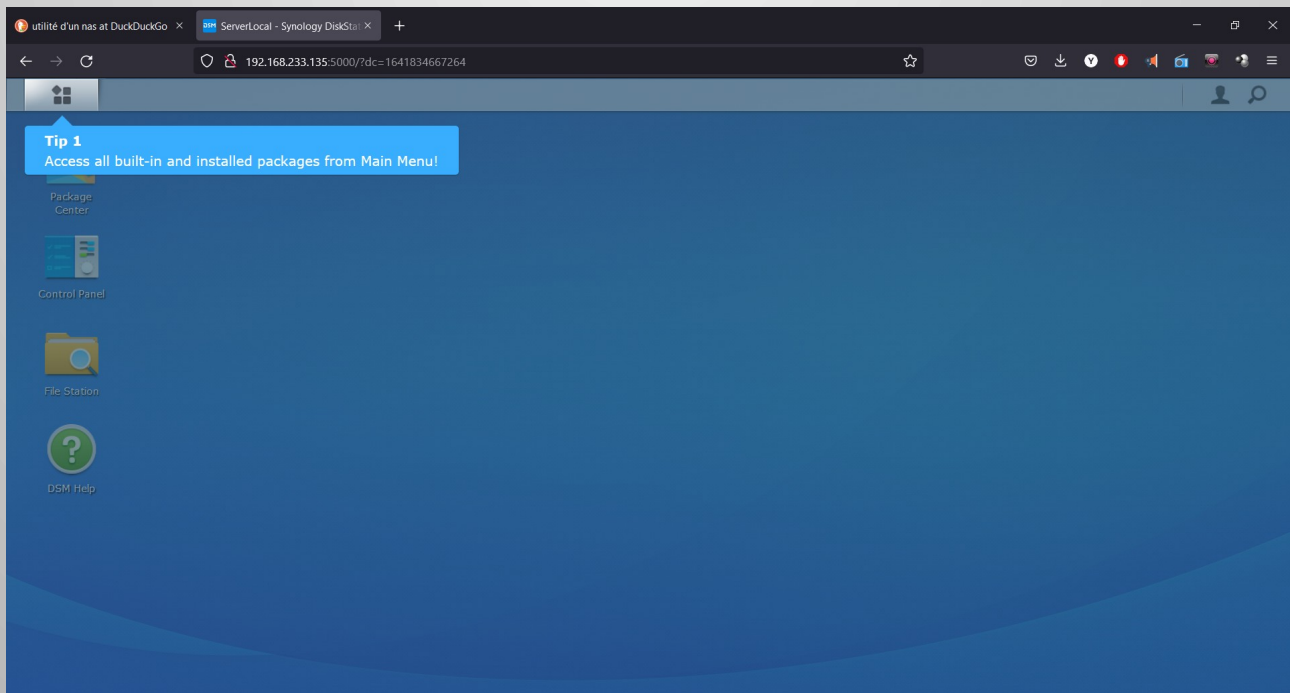 utilité d'un nas at DuckDuckGo
DSM
ServerLocal - Synology DiskStat
192.168.233.135:5000/?dc=1641834667264
Y
Tip 1
Access all built-in and installed packages from Main Menu!
Package
Center
Control Panel
File Station
?
DSM Help